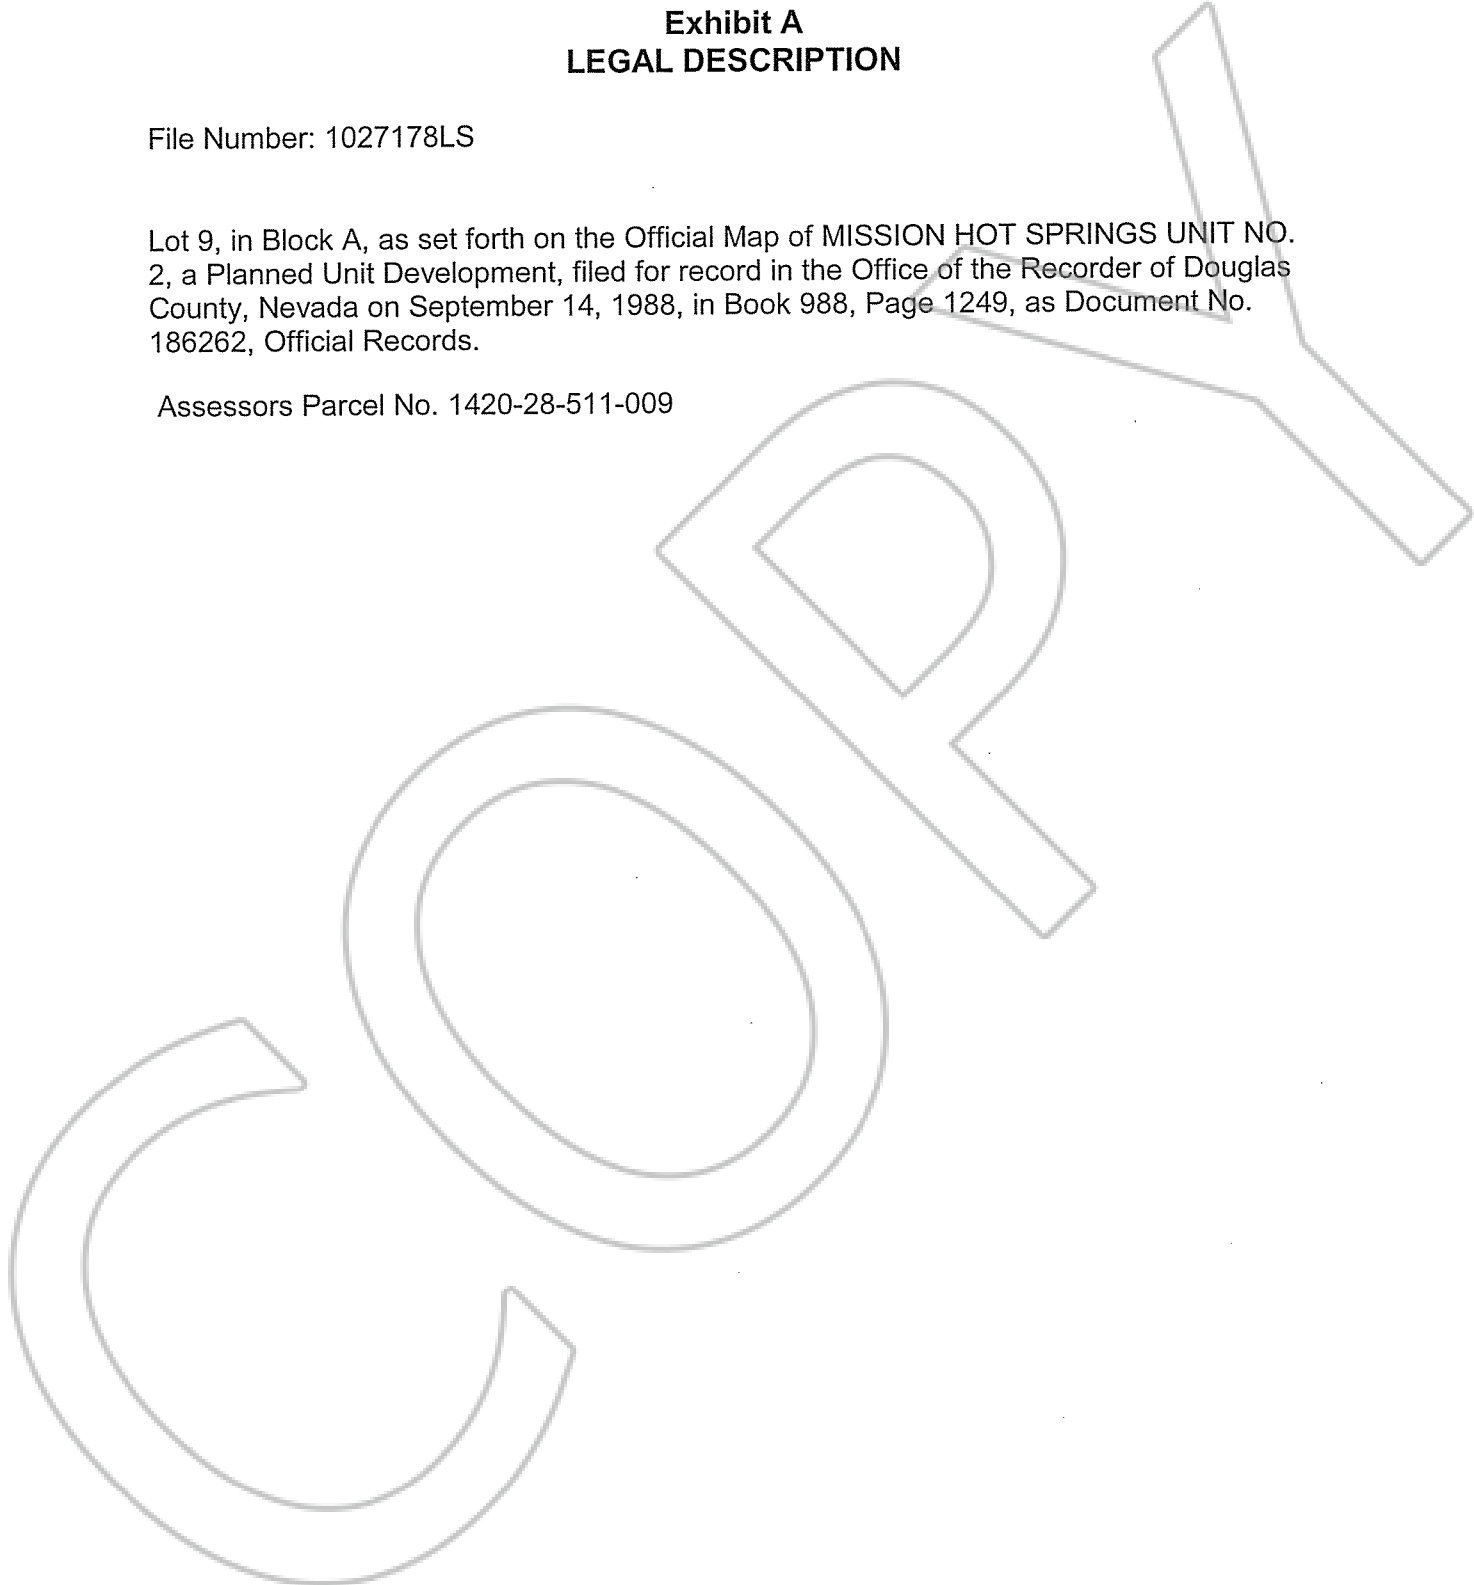 Exhibit A
LEGAL DESCRIPTION
File Number: 1027178LS
Lot 9, in Block A, as set forth on the Official Map of MISSION HOT SPRINGS UNIT NO.
2, a Planned Unit Development, filed for record in the Office of the Recorder of Douglas
County, Nevada on September 14, 1988, in Book 988, Page 1249, as Document No.
186262, Official Records.
Assessors Parcel No. 1420-28-511-009
COPY